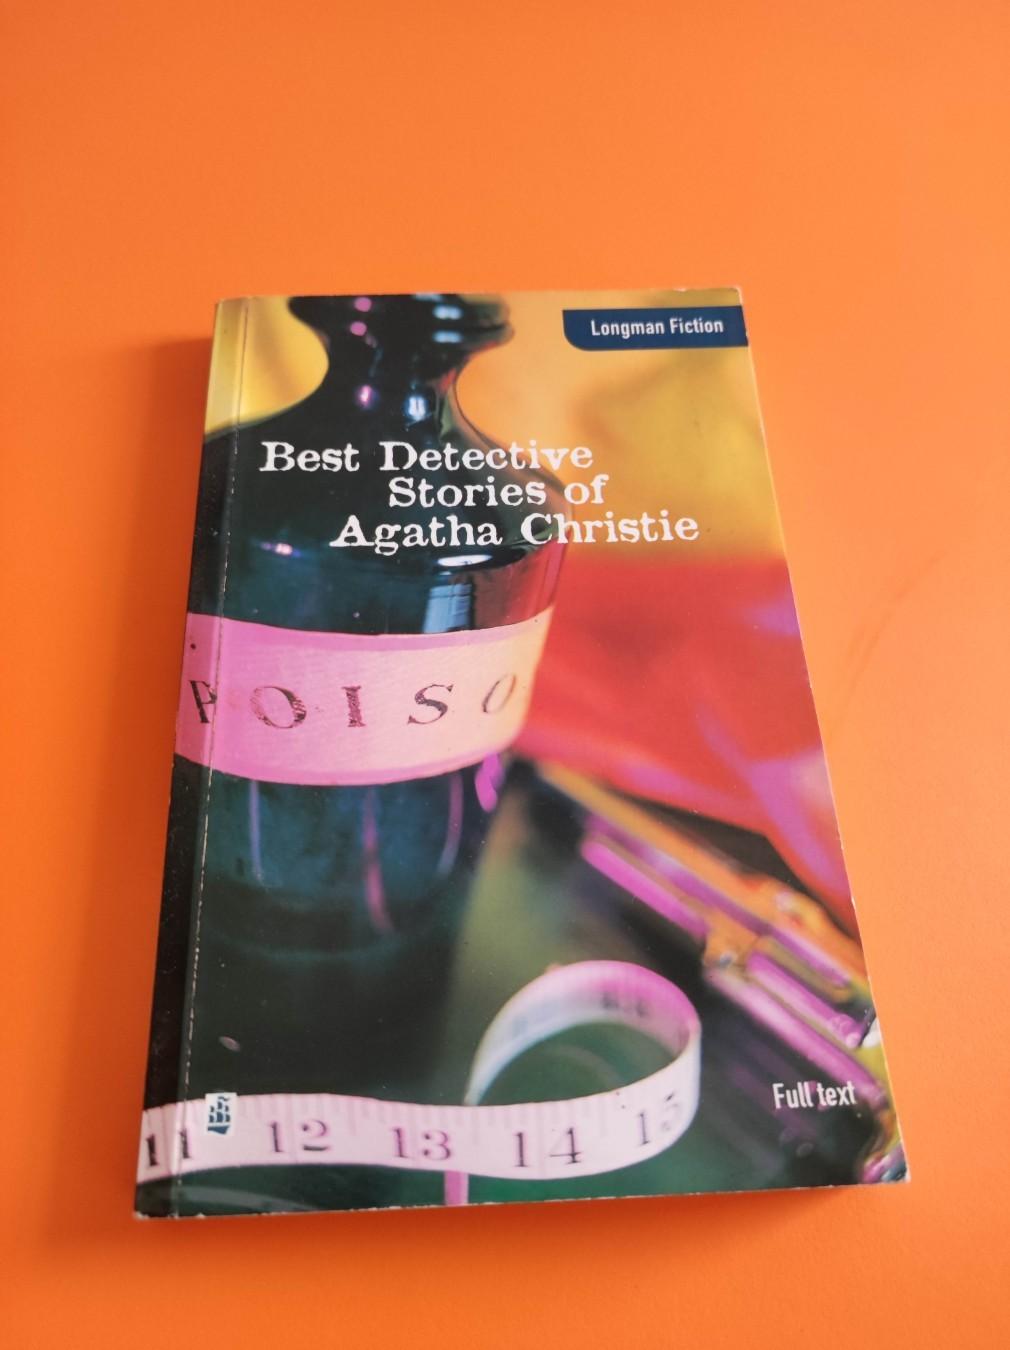 Longman Fiction
Best Detective
Stories of
Agatha Christie
POISO
Full text
11 12 13 14 15